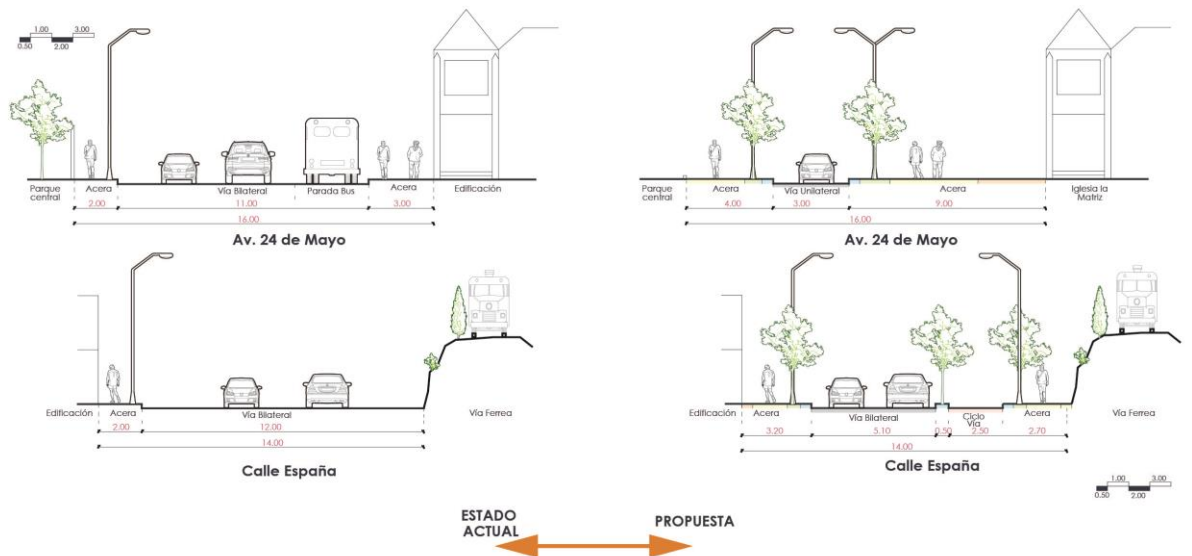 1.00 3.00
0.50 2.00
Parque
central
Acera
Vía Bilateral
Parada Bus
Acera
Edificación
2.00
11.00
3.00
16.00
Av. 24 de Mayo
Parque
central
Acera
Vía Unilateral
Acera
Iglesia la
Matriz
4.00
3.00
9.00
16.00
Av. 24 de Mayo
Edificación
Acera
Vía Bilateral
Vía Ferrea
2.00
12.00
14.00
Calle España
Edificación
Acera
Vía Bilateral
Ciclo
Vía
Acera
Vía Ferrea
3.20
5.10
0.50
2.50
2.70
14.00
Calle España
1.00 3.00
0.50 2.00
ESTADO
ACTUAL
PROPUESTA